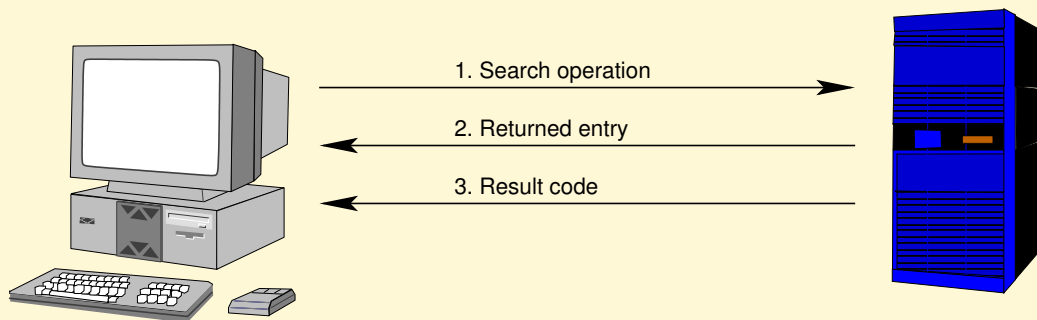 1. Search operation
2. Returned entry
3. Result code